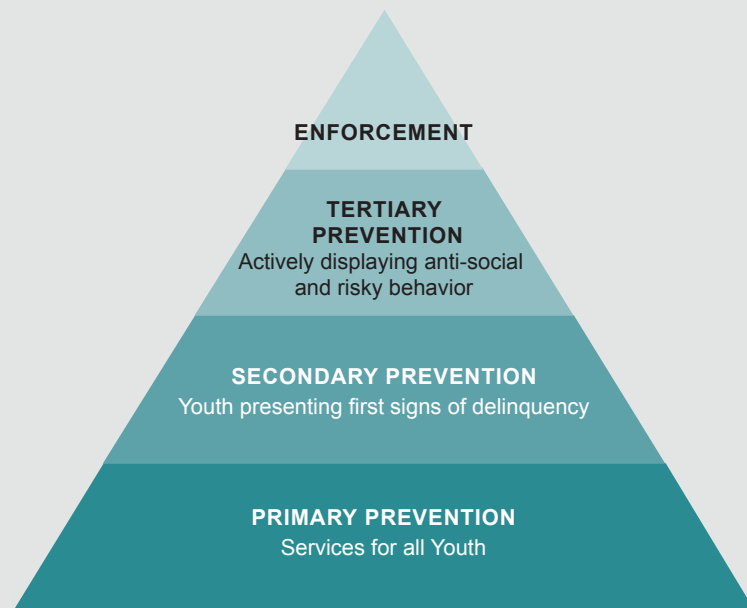 ENFORCEMENT
TERTIARY
PREVENTION
Actively displaying anti-social
and risky behavior
SECONDARY PREVENTION
Youth presenting first signs of delinquency
PRIMARY PREVENTION
Services for all Youth